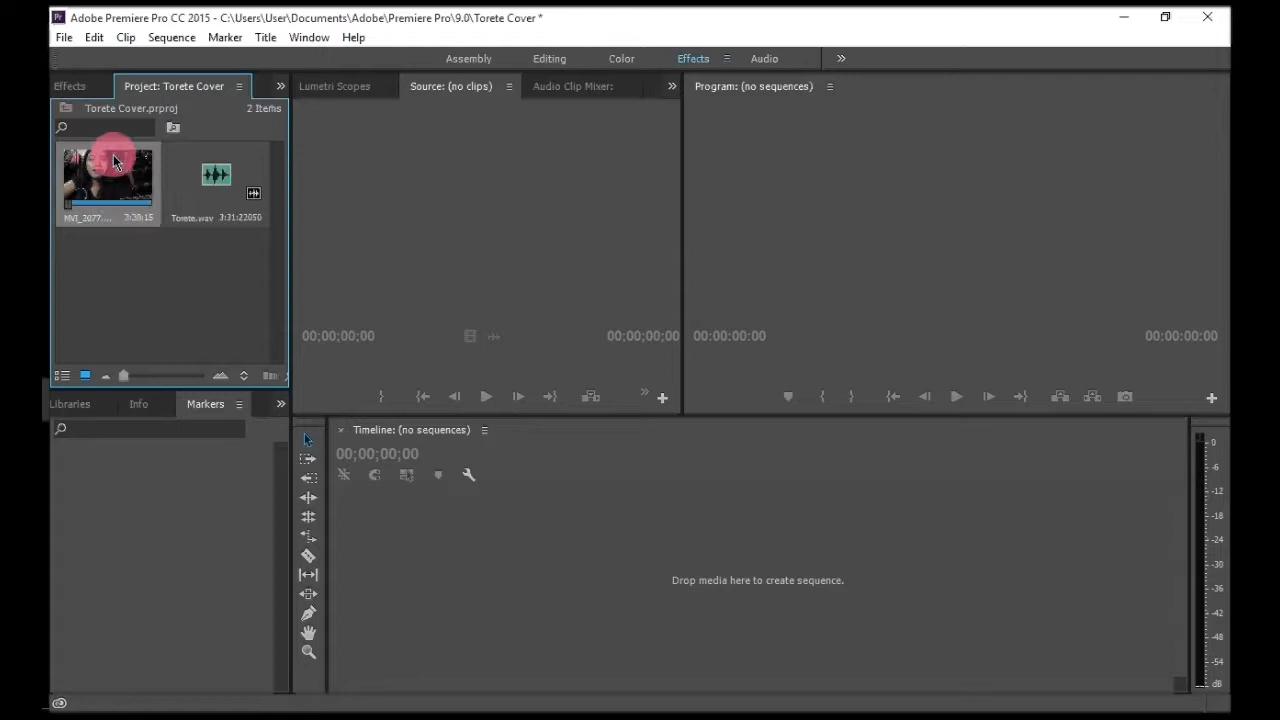 Adobe Premiere Pro CC 2015 - C:\Users\User\Documents\Adobe\Premiere Pro\9.0\Torete Cover *
File Edit Clip Sequence Marker Title Window Help
Assembly Editing Color Effects Audio
Effects Project: Torete Cover Lumetri Scopes Source: (no clips) Audio Clip Mixer: Program: (no sequences)
Torete Cover.prproj 2 Items
MVI_2077.... 3:30:15 Torete.wav 3:31:22050
00;00;00;00 00;00;00;00 00:00:00:00 00:00:00:00
Libraries Info Markers
Timeline: (no sequences)
00;00;00;00
Drop media here to create sequence.
0
-6
-12
-18
-24
-30
-36
-42
-48
-54
dB